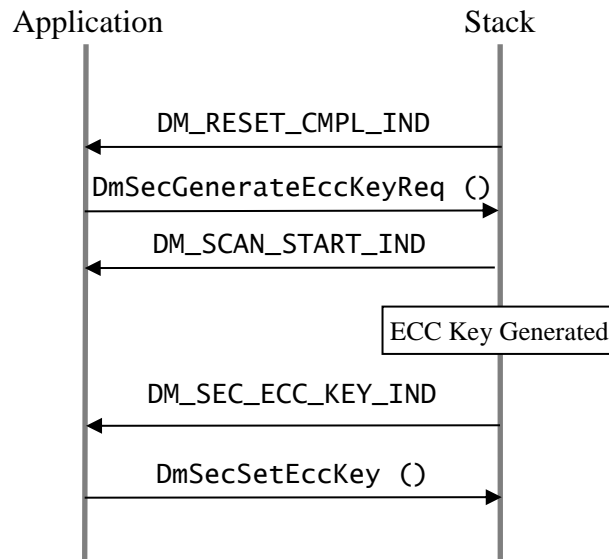 Application Stack
DM_RESET_CMPL_IND
DmSecGenerateEccKeyReq ()
DM_SCAN_START_IND
ECC Key Generated
DM_SEC_ECC_KEY_IND
DmSecSetEccKey ()